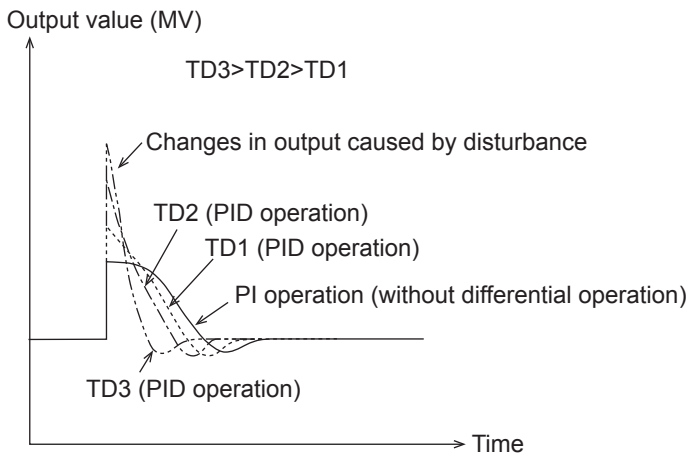 Output value (MV)
TD3>TD2>TD1
Changes in output caused by disturbance
TD2 (PID operation)
TD1 (PID operation)
PI operation (without differential operation)
TD3 (PID operation)
Time